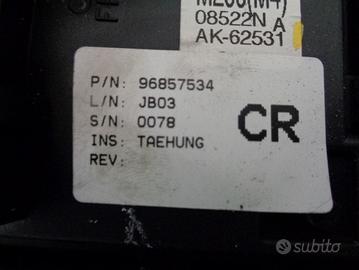 M200(M4)
08522N A
AK-62531
P/N: 96857534
L/N: JB03
S/N: 0078
INS: TAEHUNG
REV:
CR
subito